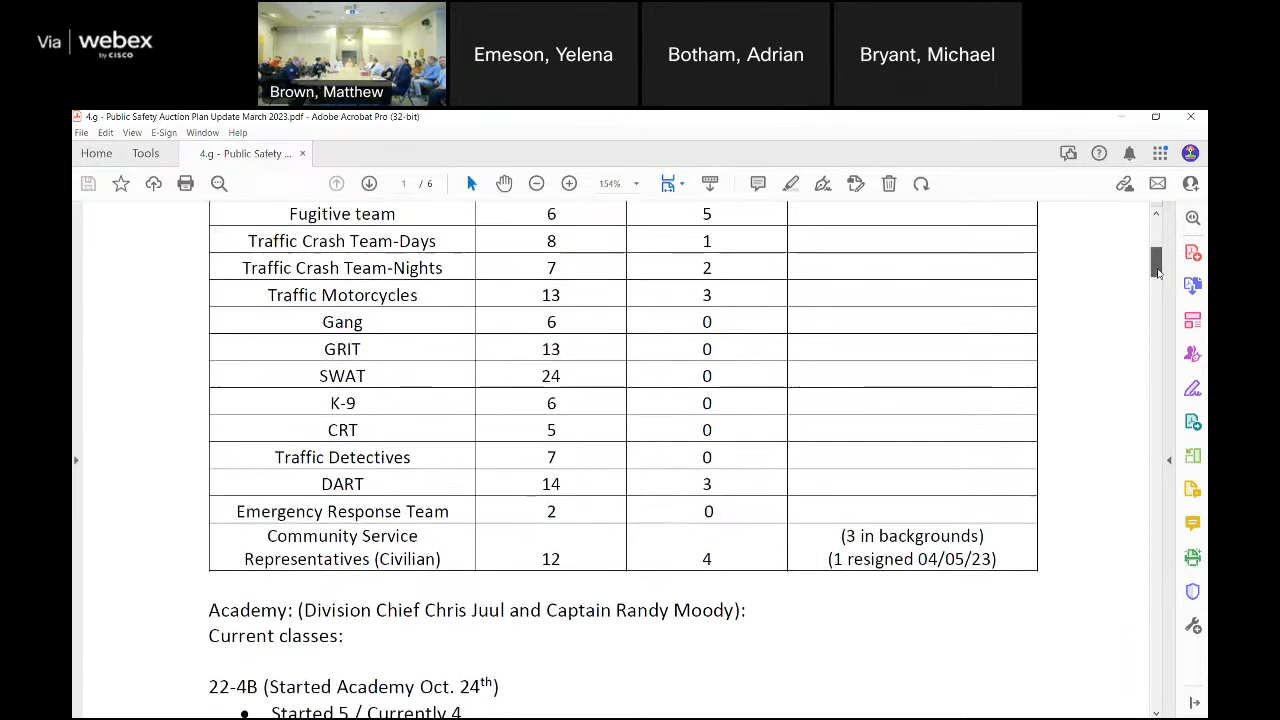 Via webex
by CISCO
Brown, Matthew
Emeson, Yelena
Botham, Adrian
Bryant, Michael
4.g - Public Safety Auction Plan Update March 2023.pdf - Adobe Acrobat Pro (32-bit)
File Edit View E-Sign Window Help
Home Tools 4.g - Public Safety ... ×
1 / 6 154%
Fugitive team 6 5
Traffic Crash Team-Days 8 1
Traffic Crash Team-Nights 7 2
Traffic Motorcycles 13 3
Gang 6 0
GRIT 13 0
SWAT 24 0
K-9 6 0
CRT 5 0
Traffic Detectives 7 0
DART 14 3
Emergency Response Team 2 0
Community Service (3 in backgrounds)
Representatives (Civilian) 12 4 (1 resigned 04/05/23)
Academy: (Division Chief Chris Juul and Captain Randy Moody):
Current classes:
22-4B (Started Academy Oct. 24th)
• Started 5 / Currently 4